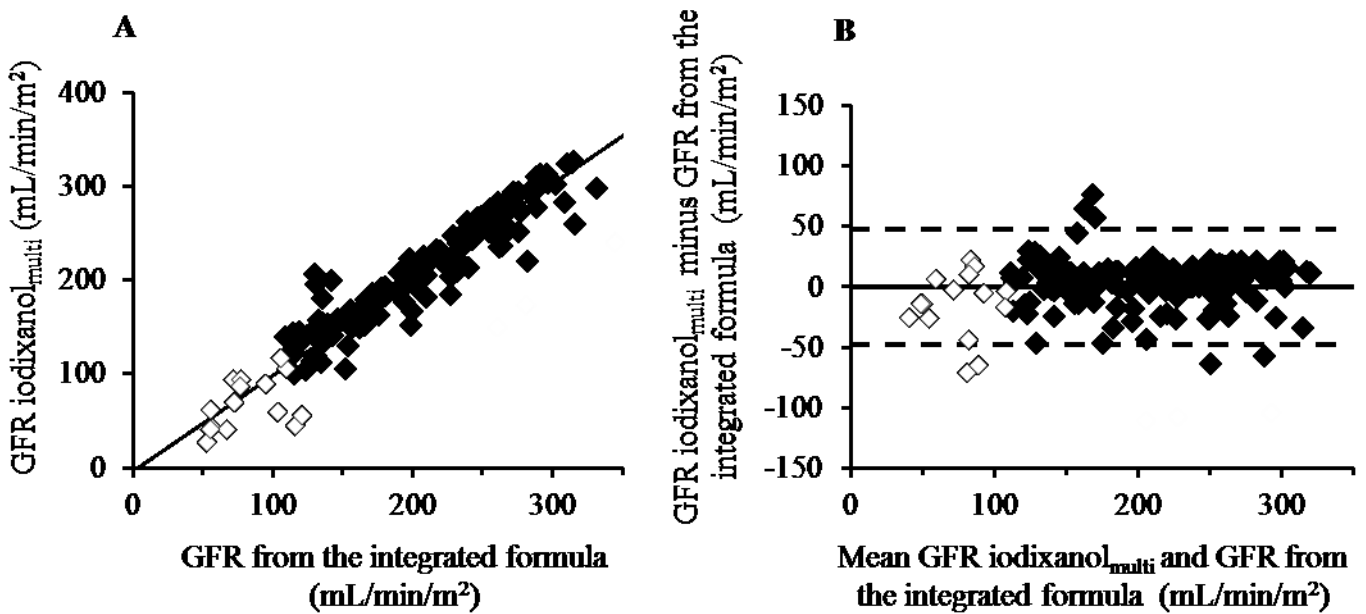 A
GFR iodixanolmulti (mL/min/m²)
400
300
200
100
0
0 100 200 300
GFR from the integrated formula
(mL/min/m²)
B
GFR iodixanolmulti minus GFR from the
integrated formula (mL/min/m²)
150
100
50
0
-50
-100
-150
0 100 200 300
Mean GFR iodixanolmulti and GFR from
the integrated formula (mL/min/m²)